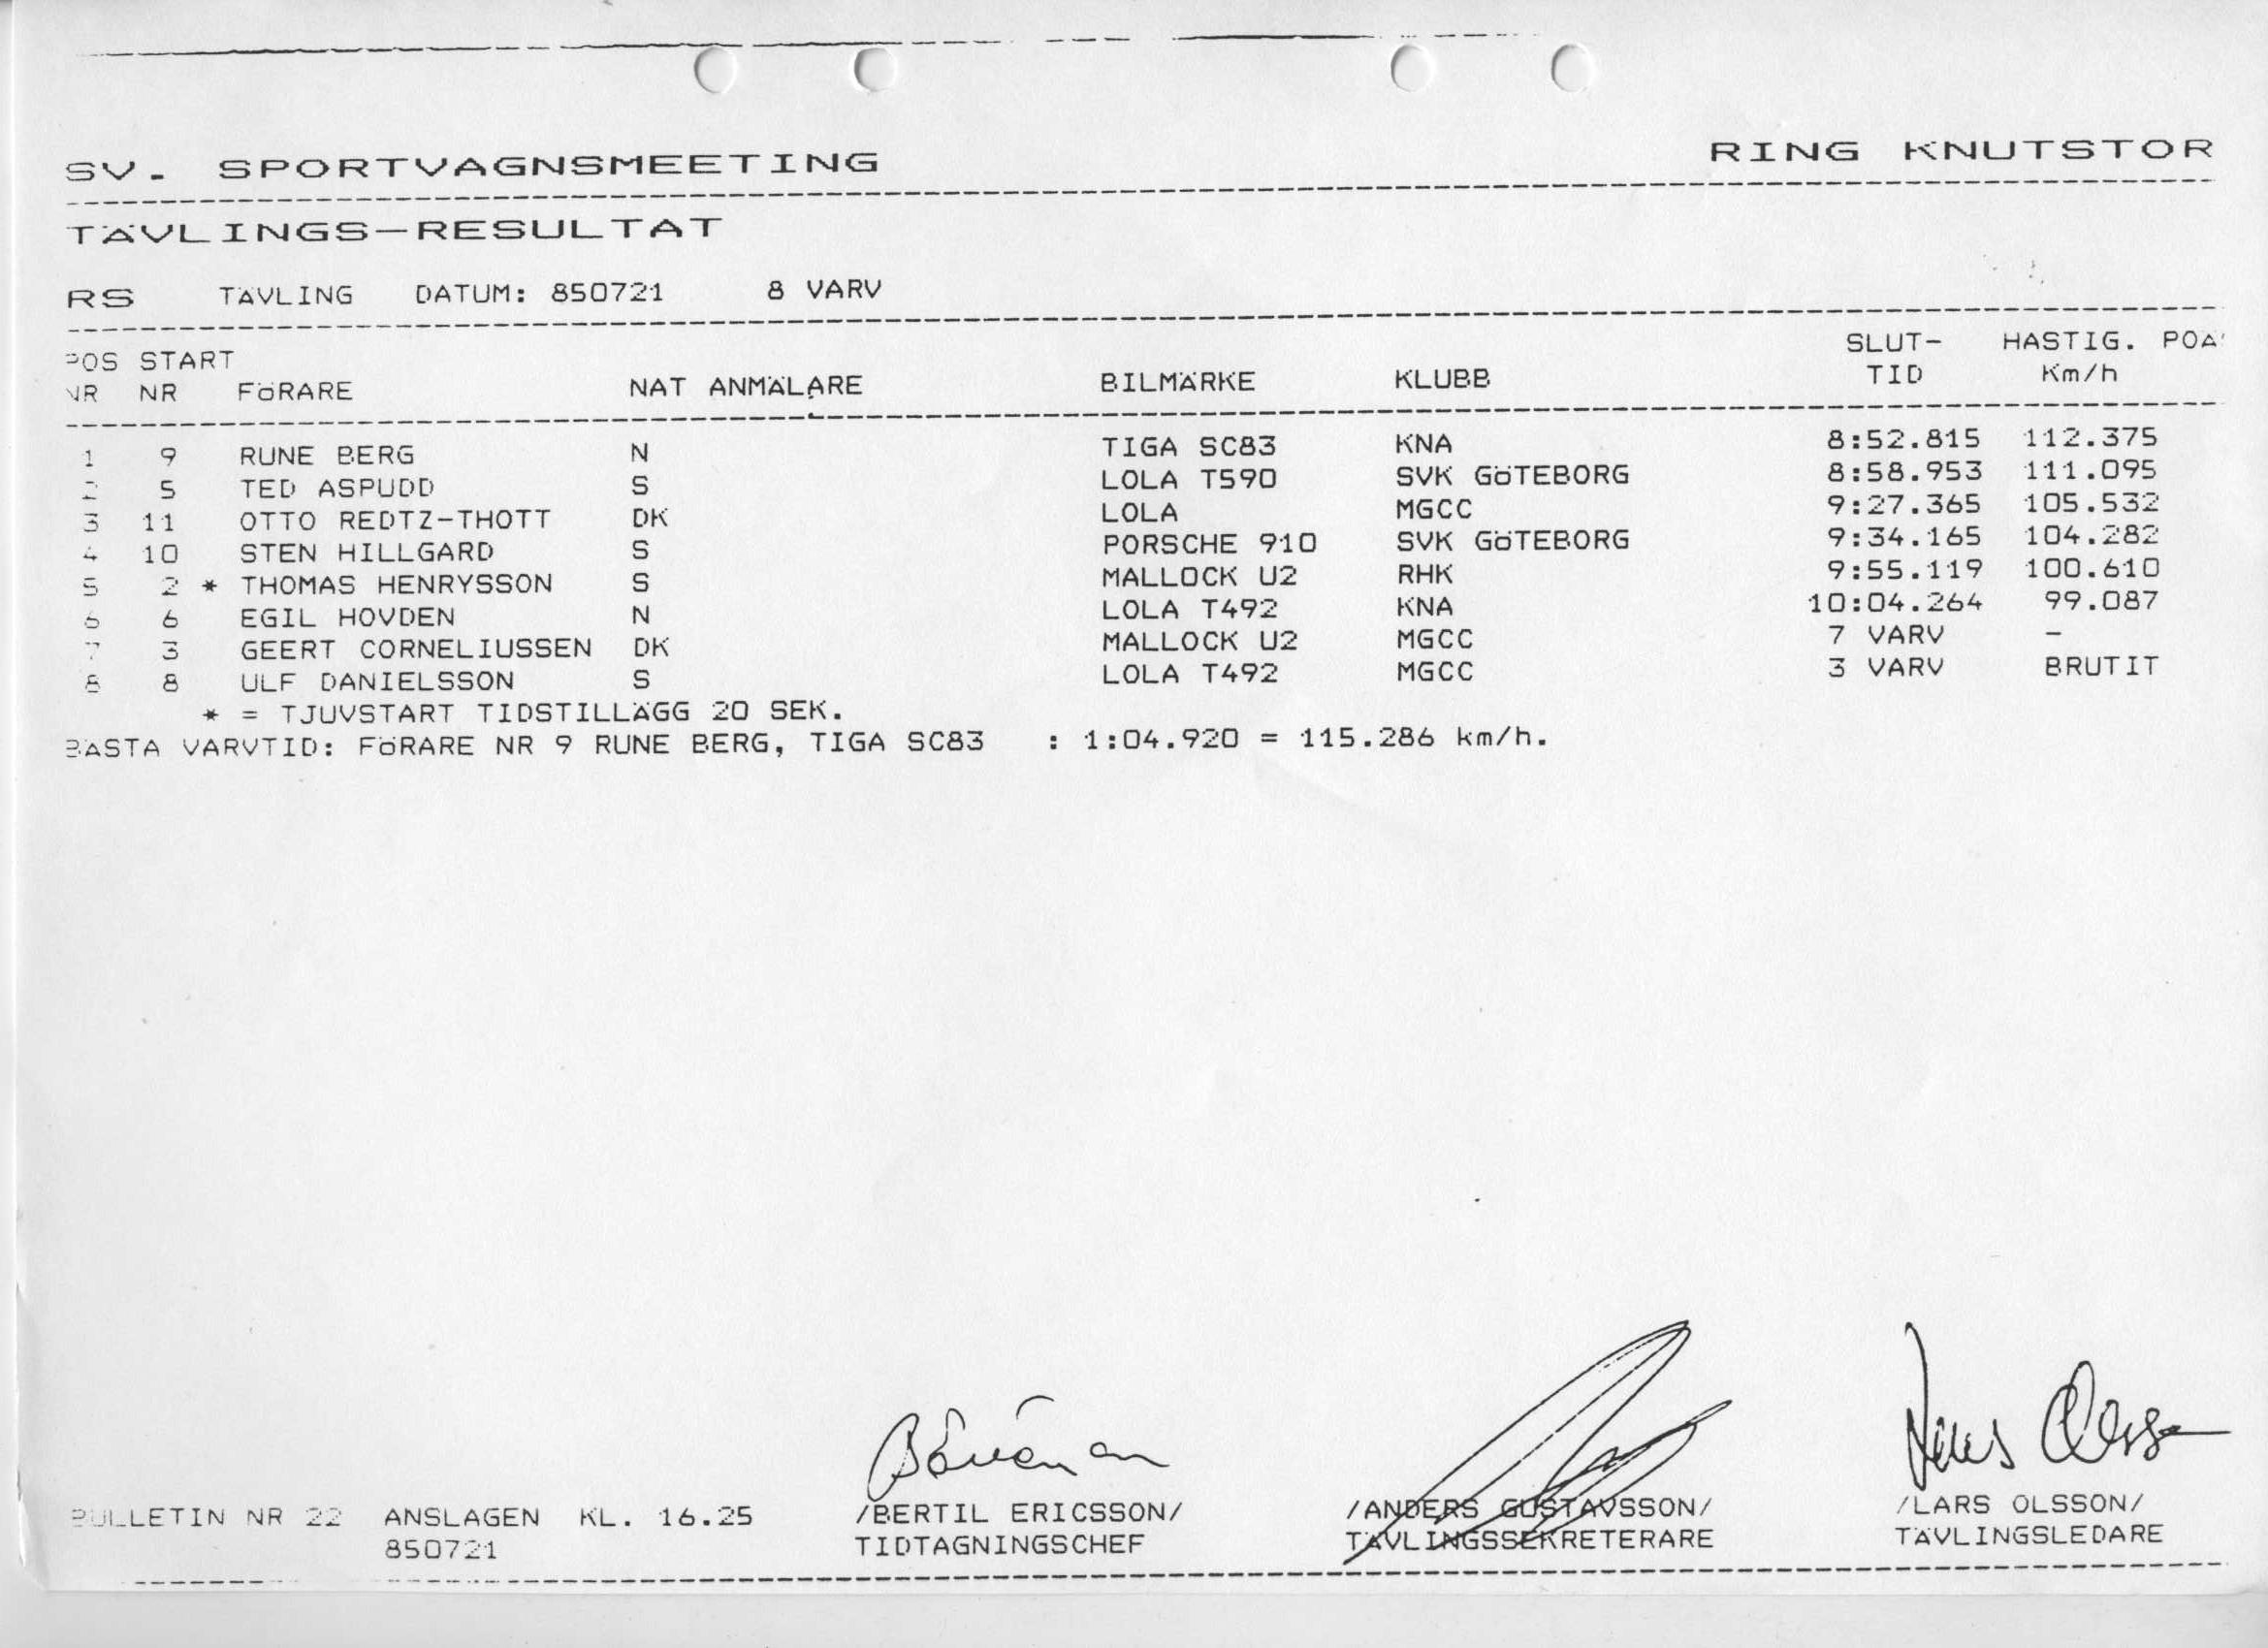 SV. SPORTVAGNSMEETING RING KNUTSTOR
TÄVLINGS-RESULTAT
RS TÄVLING DATUM: 850721 8 VARV
POS START SLUT- HASTIG. POÄ
NR NR FÖRARE NAT ANMÄLARE BILMÄRKE KLUBB TID Km/h
1 9 RUNE BERG N TIGA SC83 KNA 8:52.815 112.375
2 5 TED ASPUDD S LOLA T590 SVK GÖTEBORG 8:58.953 111.095
3 11 OTTO REDTZ-THOTT DK LOLA MGCC 9:27.365 105.532
4 10 STEN HILLGARD S PORSCHE 910 SVK GÖTEBORG 9:34.165 104.282
5 2 * THOMAS HENRYSSON S MALLOCK U2 RHK 9:55.119 100.610
6 6 EGIL HOVDEN N LOLA T492 KNA 10:04.264 99.087
7 3 GEERT CORNELIUSSEN DK MALLOCK U2 MGCC 7 VARV -
8 8 ULF DANIELSSON S LOLA T492 MGCC 3 VARV BRUTIT
* = TJUVSTART TIDSTILLÄGG 20 SEK.
BÄSTA VARVTID: FÖRARE NR 9 RUNE BERG, TIGA SC83 : 1:04.920 = 115.286 km/h.
Lars Olsson
BULLETIN NR 22 ANSLAGEN KL. 16.25 /BERTIL ERICSSON/ /ANDERS GUSTAVSSON/ /LARS OLSSON/
850721 TIDTAGNINGSCHEF TÄVLINGSSEKRETERARE TÄVLINGSLEDARE